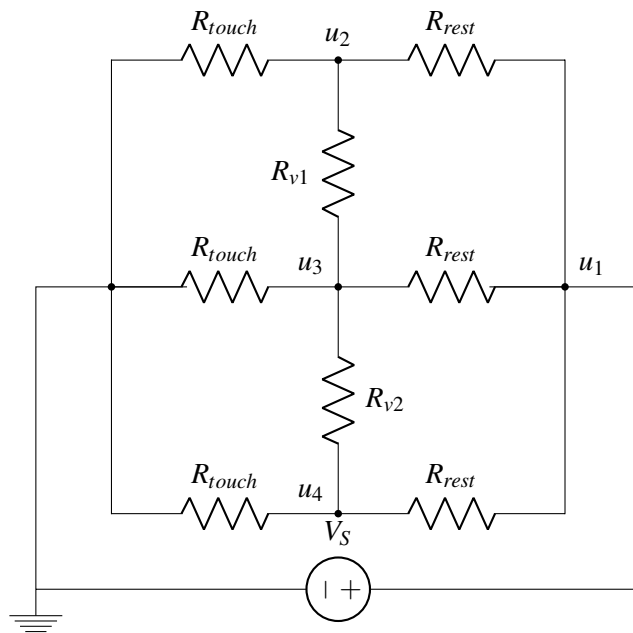 R_touch u_2 R_rest
R_v1
R_touch u_3 R_rest u_1
R_v2
R_touch u_4 R_rest
V_S